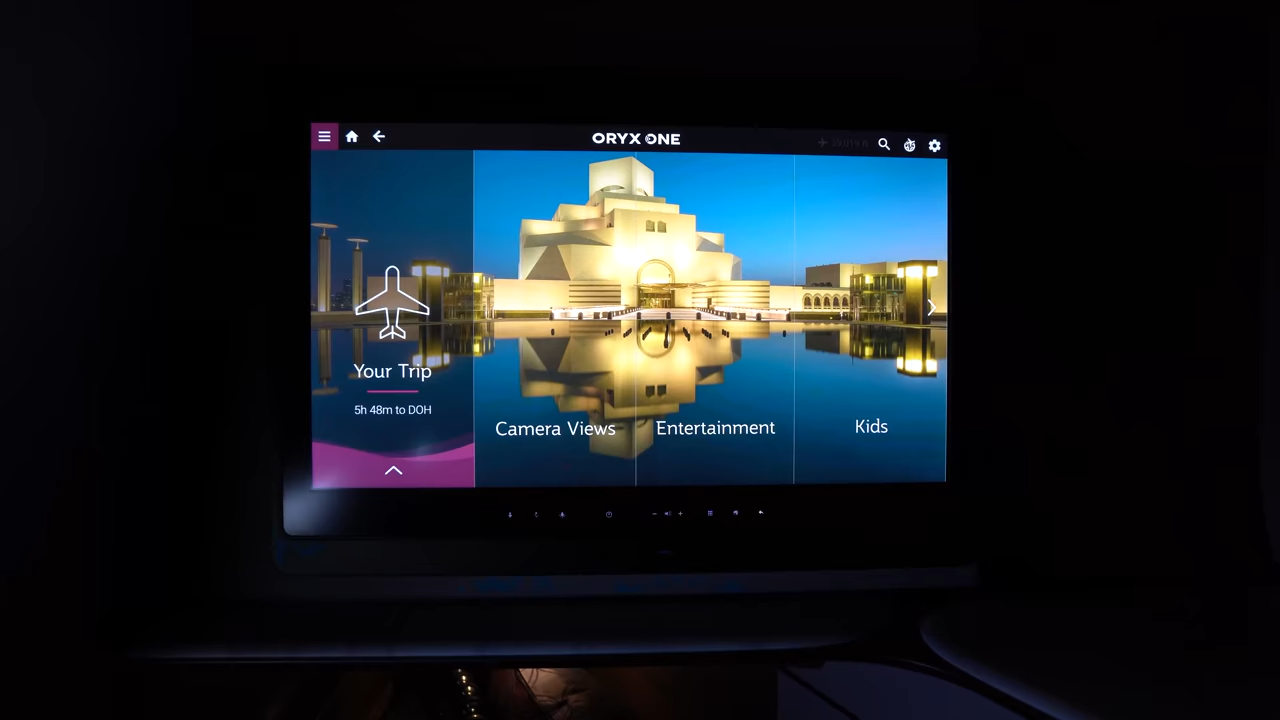 ORYX ONE
Your Trip
5h 48m to DOH
Camera Views
Entertainment
Kids